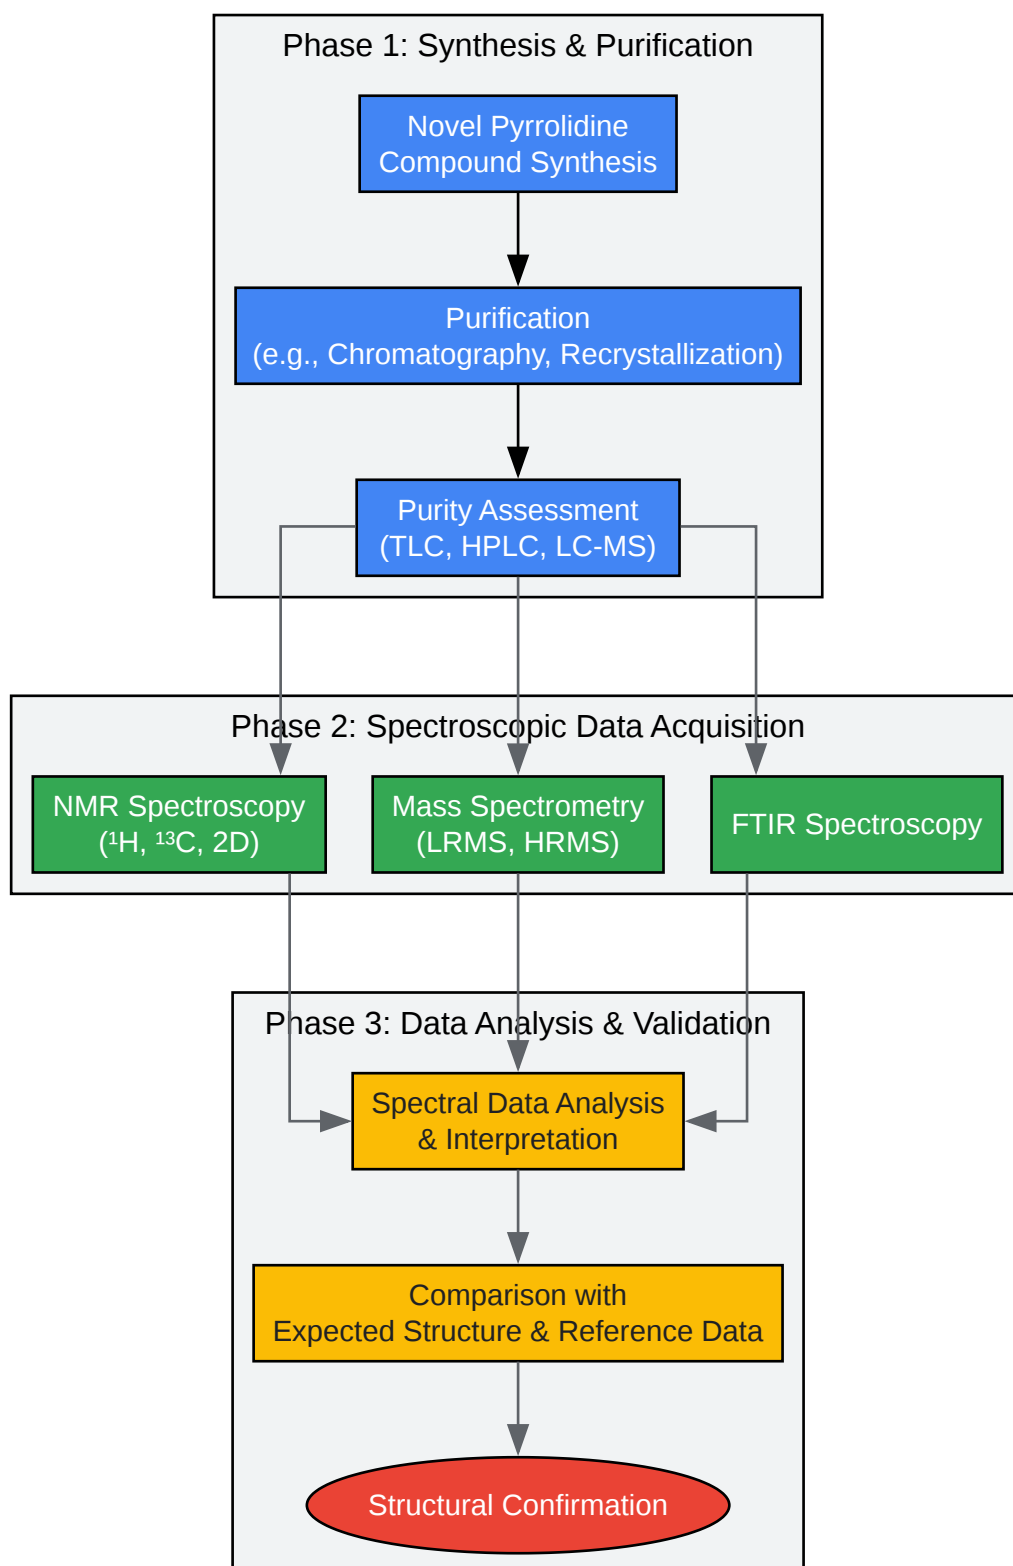 Phase 1: Synthesis & Purification
Novel Pyrrolidine
Compound Synthesis
Purification
(e.g., Chromatography, Recrystallization)
Purity Assessment
(TLC, HPLC, LC-MS)
Phase 2: Spectroscopic Data Acquisition
NMR Spectroscopy
(¹H, ¹³C, 2D)
Mass Spectrometry
(LRMS, HRMS)
FTIR Spectroscopy
Phase 3: Data Analysis & Validation
Spectral Data Analysis
& Interpretation
Comparison with
Expected Structure & Reference Data
Structural Confirmation